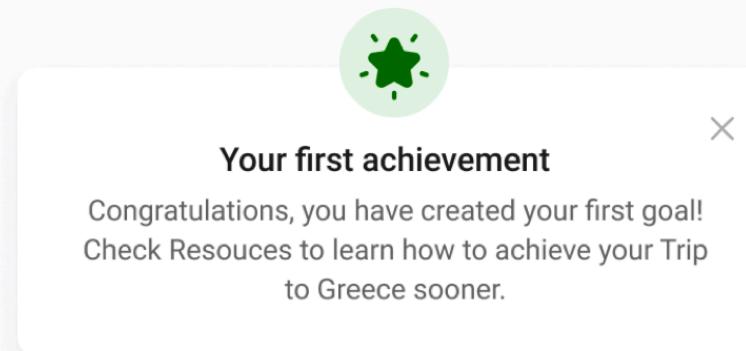 Your first achievement
Congratulations, you have created your first goal!
Check Resouces to learn how to achieve your Trip
to Greece sooner.